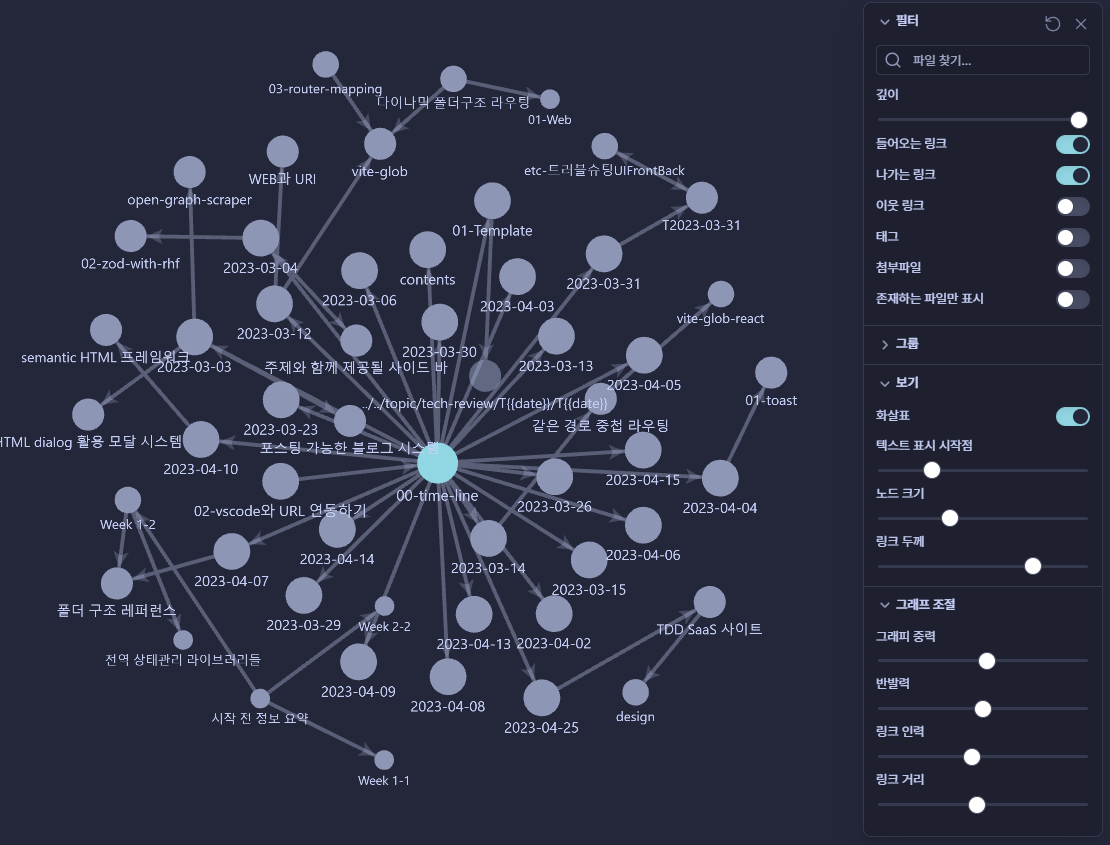 03-router-mapping
다이나믹 폴더구조 라우팅
01-Web
WEB과 URI
vite-glob
etc-트러블슈팅UIFrontBack
open-graph-scraper
01-Template
T2023-03-31
02-zod-with-rhf
2023-03-04
contents
2023-03-31
2023-03-06
2023-04-03
vite-glob-react
2023-03-12
2023-03-30
semantic HTML 프레임워크
2023-03-03
주제와 함께 제공될 사이드 바
2023-03-13
2023-04-05
../../topic/tech-review/T{{date}}/T{{date}}
01-toast
2023-03-23
같은 경로 중첩 라우팅
HTML dialog 활용 모달 시스템
포스팅 가능한 블로그 시스템
2023-04-10
2023-04-15
00-time-line
02-vscode와 URL 연동하기
2023-03-26
2023-04-04
Week 1-2
2023-04-14
2023-03-14
2023-04-06
2023-04-07
2023-03-15
폴더 구조 레퍼런스
2023-03-29
Week 2-2
2023-04-13
2023-04-02
TDD SaaS 사이트
전역 상태관리 라이브러리들
2023-04-09
2023-04-08
시작 전 정보 요약
2023-04-25
design
Week 1-1
필터
파일 찾기...
깊이
들어오는 링크
나가는 링크
이웃 링크
태그
첨부파일
존재하는 파일만 표시
그룹
보기
화살표
텍스트 표시 시작점
노드 크기
링크 두께
그래프 조절
그래피 중력
반발력
링크 인력
링크 거리